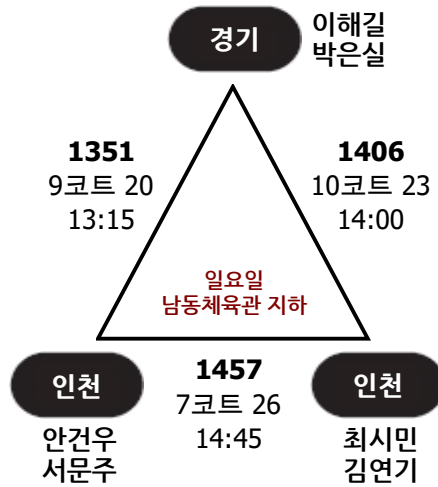 경기
이해길
박은실
1351
9코트 20
13:15
1406
10코트 23
14:00
일요일
남동체육관 지하
인천
안건우
서문주
1457
7코트 26
14:45
인천
최시민
김연기